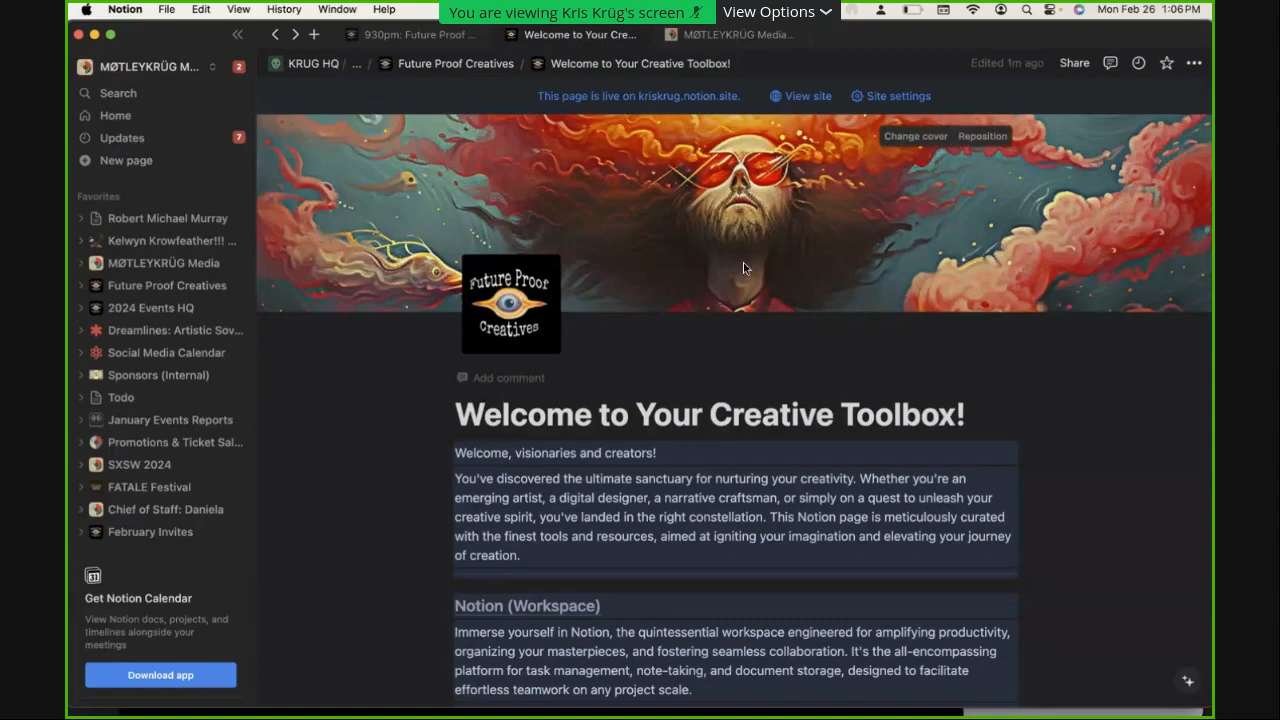 Notion File Edit View History Window Help
You are viewing Kris Krüg's screen
View Options
Mon Feb 26 1:06 PM
930pm: Future Proof ...
Welcome to Your Cre...
MØTLEYKRÜG Media...
MØTLEYKRÜG M... 2
KRUG HQ / ... / Future Proof Creatives / Welcome to Your Creative Toolbox!
Edited 1m ago Share
Search
Home
Updates 7
New page
This page is live on kriskrug.notion.site. View site Site settings
Change cover Reposition
Favorites
Robert Michael Murray
Kelwyn Krowfeather!!! ...
MØTLEYKRÜG Media
Future Proof Creatives
2024 Events HQ
Dreamlines: Artistic Sov...
Social Media Calendar
Sponsors (Internal)
Todo
January Events Reports
Promotions & Ticket Sal...
SXSW 2024
FATALE Festival
Chief of Staff: Daniela
February Invites
31
Get Notion Calendar
View Notion docs, projects, and
timelines alongside your
meetings
Download app
Future Proof
Creatives
Add comment
Welcome to Your Creative Toolbox!
Welcome, visionaries and creators!
You've discovered the ultimate sanctuary for nurturing your creativity. Whether you're an
emerging artist, a digital designer, a narrative craftsman, or simply on a quest to unleash your
creative spirit, you've landed in the right constellation. This Notion page is meticulously curated
with the finest tools and resources, aimed at igniting your imagination and elevating your journey
of creation.
Notion (Workspace)
Immerse yourself in Notion, the quintessential workspace engineered for amplifying productivity,
organizing your masterpieces, and fostering seamless collaboration. It's the all-encompassing
platform for task management, note-taking, and document storage, designed to facilitate
effortless teamwork on any project scale.